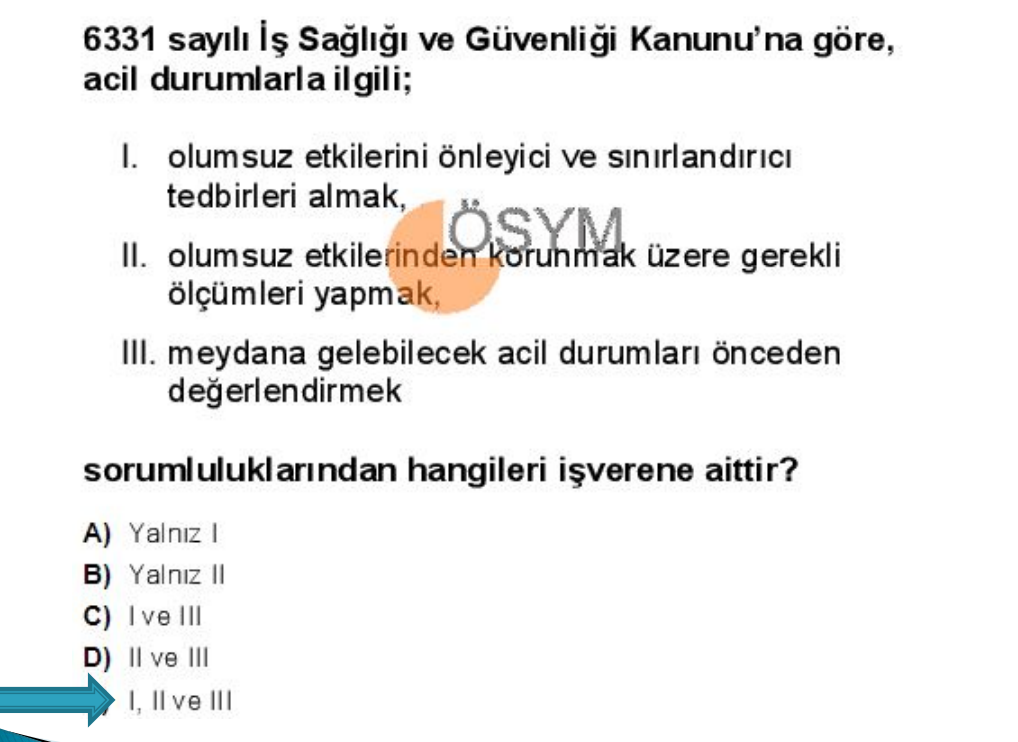 6331 sayılı İş Sağlığı ve Güvenliği Kanunu'na göre,
acil durumlarla ilgili;
I. olumsuz etkilerini önleyici ve sınırlandırıcı
tedbirleri almak,
ÖSYM
II. olumsuz etkilerinden korunmak üzere gerekli
ölçümleri yapmak,
III. meydana gelebilecek acil durumları önceden
değerlendirmek
sorumluluklarından hangileri işverene aittir?
A) Yalnız I
B) Yalnız II
C) I ve III
D) II ve III
) I, II ve III